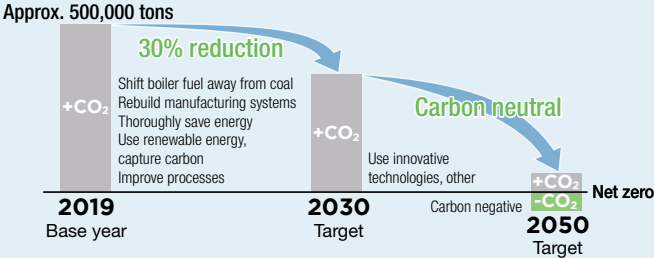 Approx. 500,000 tons
30% reduction
Shift boiler fuel away from coal
Rebuild manufacturing systems
Thoroughly save energy
Use renewable energy,
capture carbon
Improve processes
+CO₂
+CO₂
Carbon neutral
Use innovative
technologies, other
+CO₂
Net zero
-CO₂
Carbon negative
2019
Base year
2030
Target
2050
Target